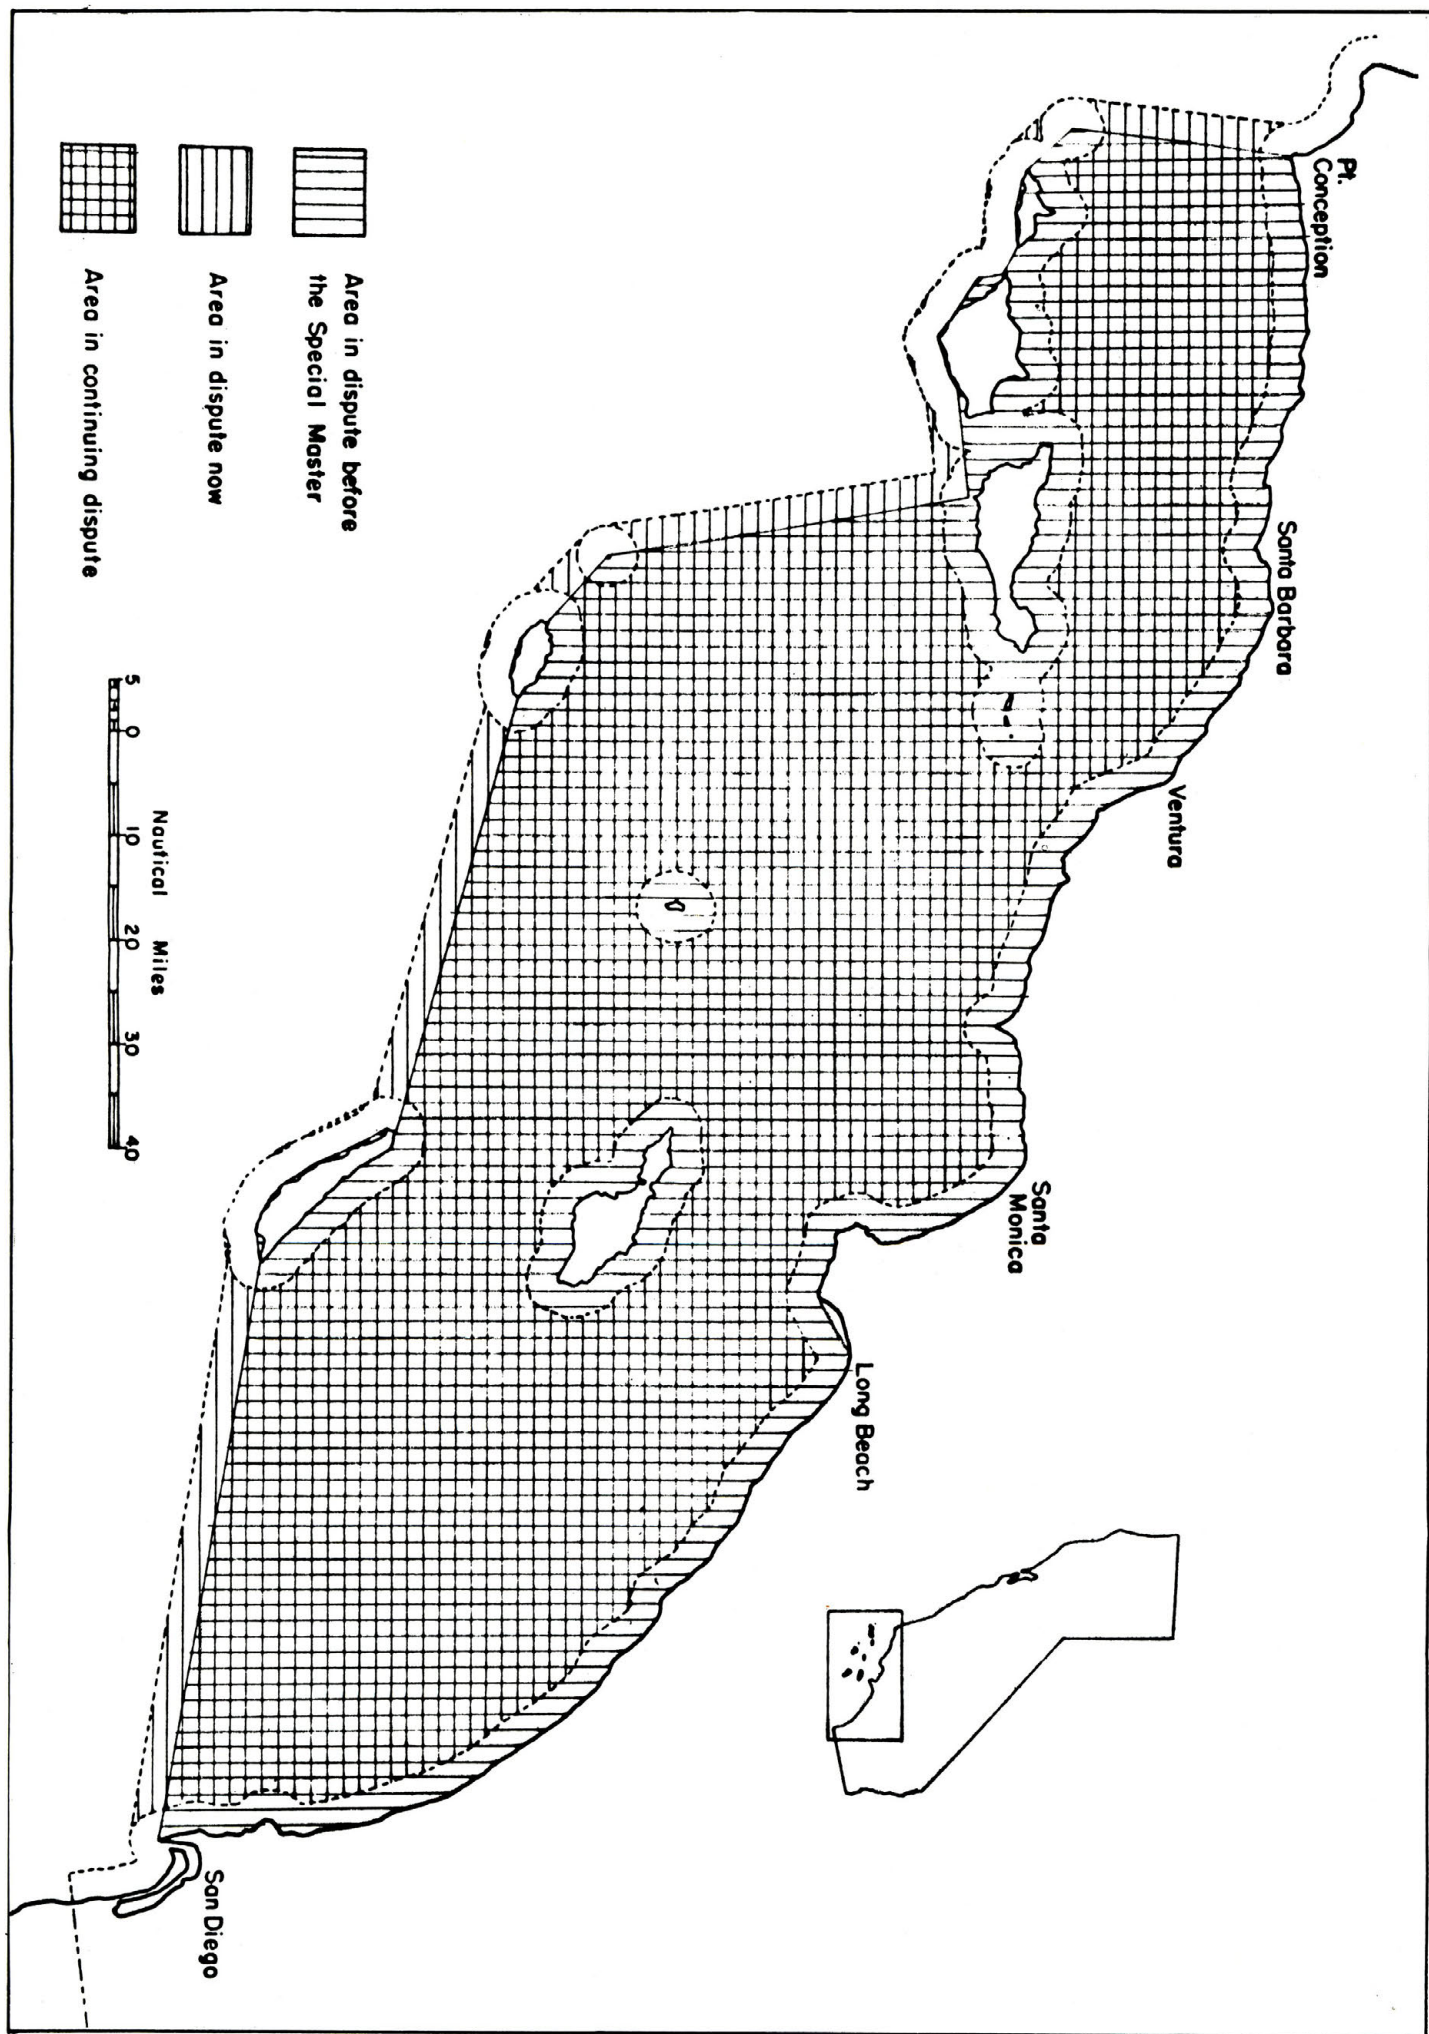 Pt.
Conception
Santa Barbara
Ventura
Santa
Monica
Long Beach
San Diego
Area in dispute before
the Special Master
Area in dispute now
Area in continuing dispute
5 0 10 20 30 40
Nautical Miles